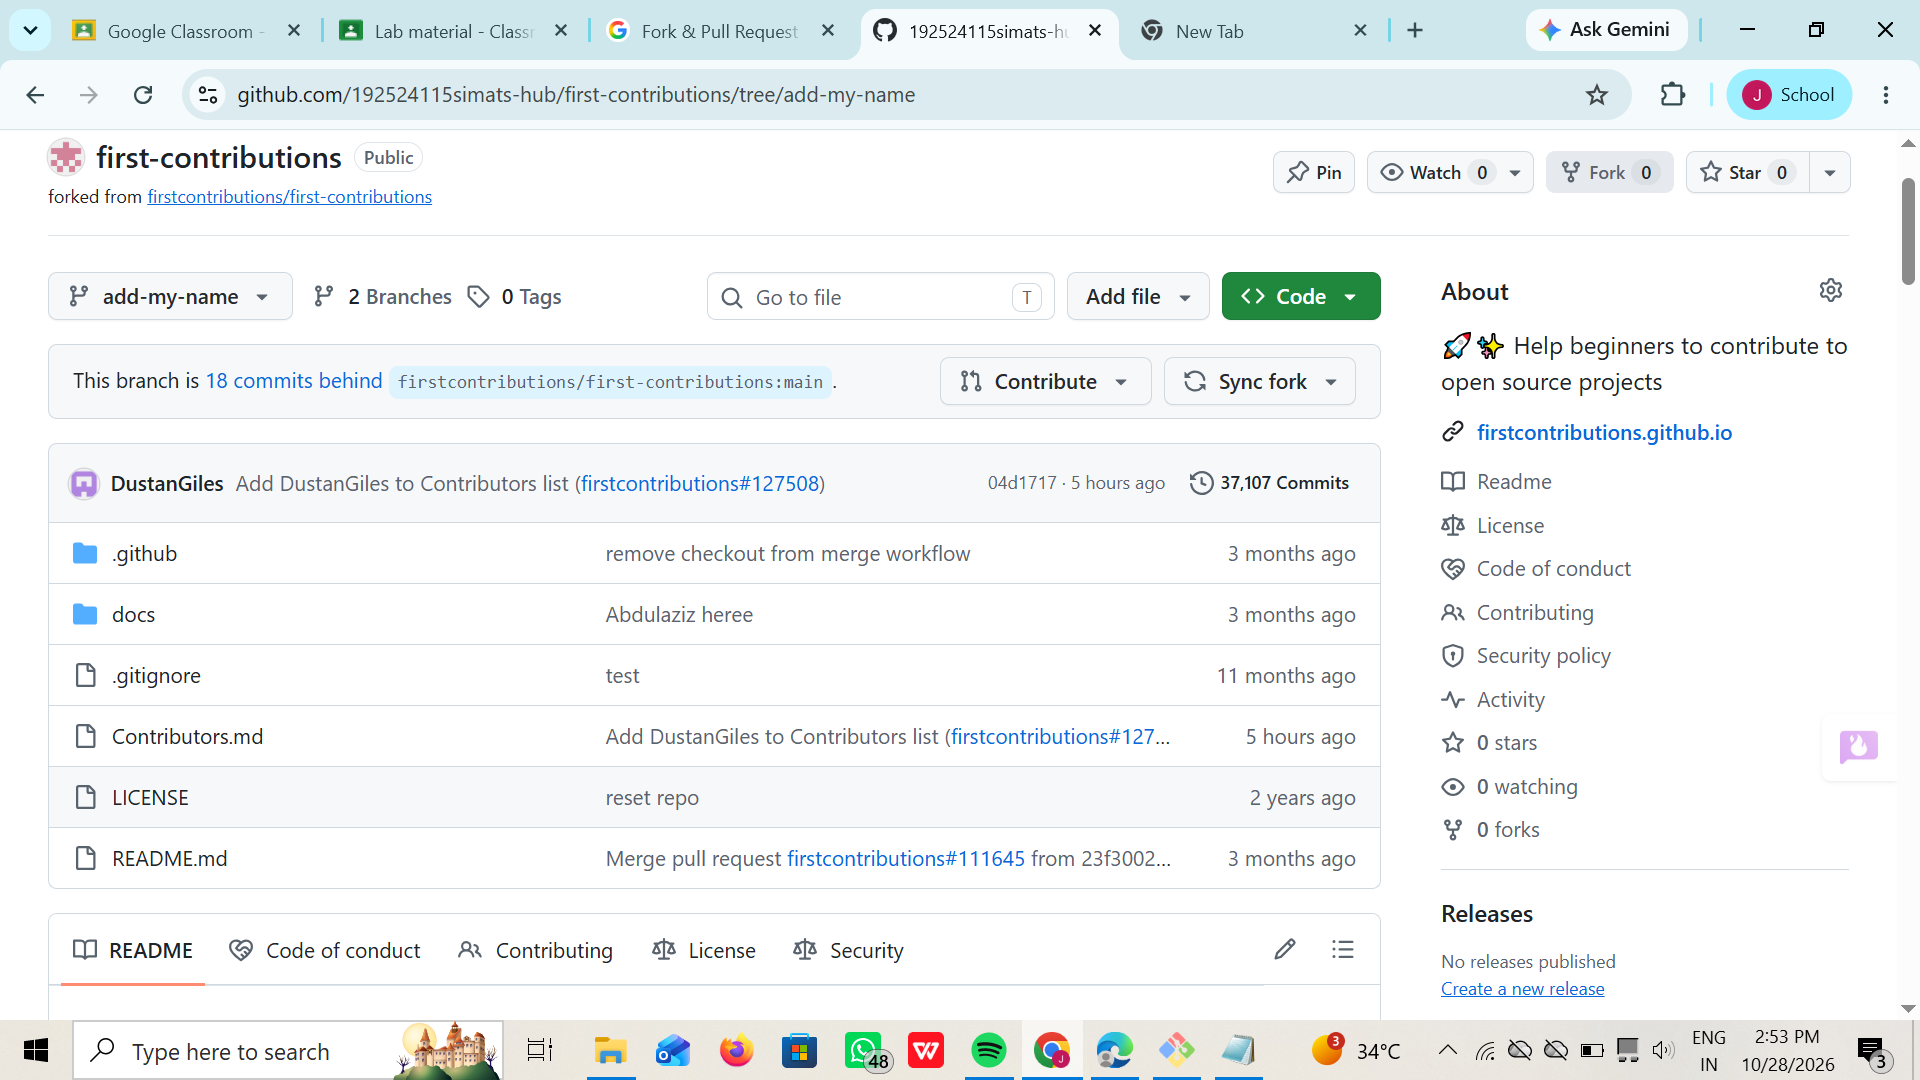 Google Classroom -
Lab material - Classr
Fork & Pull Request
192524115simats-hu
New Tab
Ask Gemini
github.com/192524115simats-hub/first-contributions/tree/add-my-name
J
School
first-contributions
Public
Pin
Watch 0
Fork 0
Star 0
forked from firstcontributions/first-contributions
add-my-name
2 Branches
0 Tags
Go to file
T
Add file
Code
This branch is 18 commits behind firstcontributions/first-contributions:main .
Contribute
Sync fork
DustanGiles Add DustanGiles to Contributors list (firstcontributions#127508)
04d1717 · 5 hours ago
37,107 Commits
.github
remove checkout from merge workflow
3 months ago
docs
Abdulaziz heree
3 months ago
.gitignore
test
11 months ago
Contributors.md
Add DustanGiles to Contributors list (firstcontributions#127...
5 hours ago
LICENSE
reset repo
2 years ago
README.md
Merge pull request firstcontributions#111645 from 23f3002...
3 months ago
README
Code of conduct
Contributing
License
Security
About
Help beginners to contribute to
open source projects
firstcontributions.github.io
Readme
License
Code of conduct
Contributing
Security policy
Activity
0 stars
0 watching
0 forks
Releases
No releases published
Create a new release
Type here to search
48
W
J
3
34°C
ENG
IN
2:53 PM
10/28/2026
3